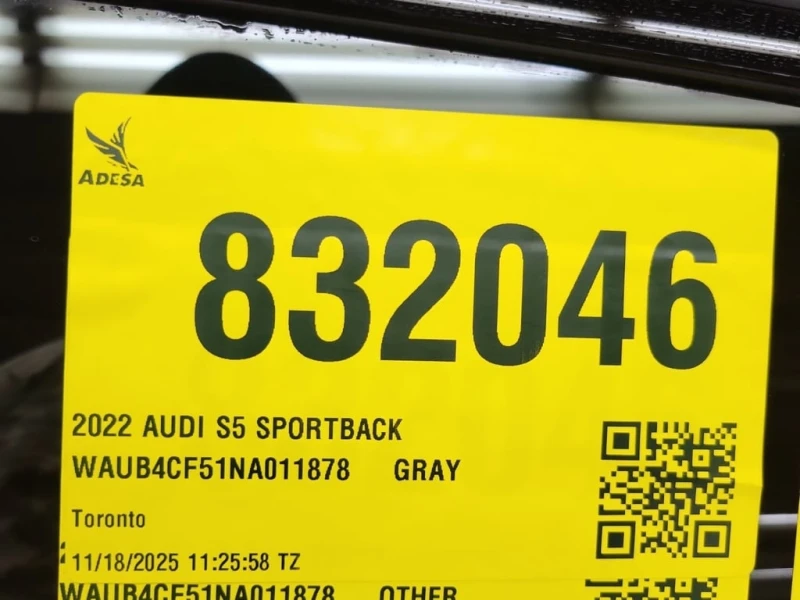 ADESA
832046
2022 AUDI S5 SPORTBACK
WAUB4CF51NA011878 GRAY
Toronto
11/18/2025 11:25:58 TZ
WAUB4CF51NA011878 OTHER